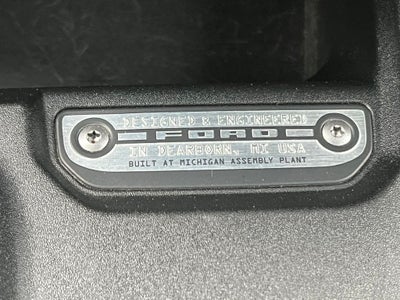 DESIGNED & ENGINEERED
FORD
IN DEARBORN, MI USA
BUILT AT MICHIGAN ASSEMBLY PLANT